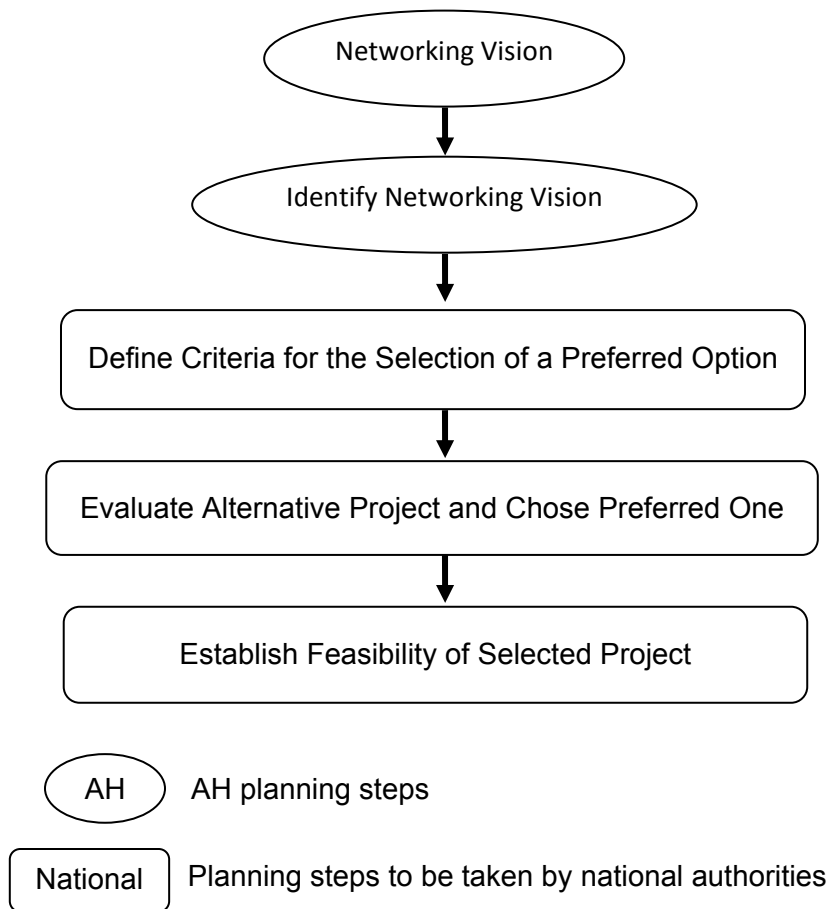 Networking Vision
Identify Networking Vision
Define Criteria for the Selection of a Preferred Option
Evaluate Alternative Project and Chose Preferred One
Establish Feasibility of Selected Project
AH AH planning steps
National Planning steps to be taken by national authorities